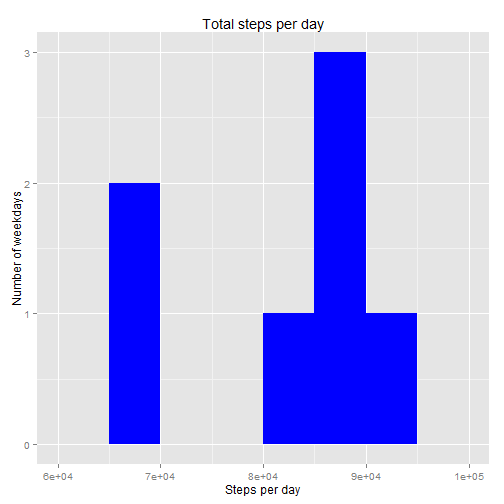 Total steps per day
Number of weekdays
3
2
1
0
6e+04 7e+04 8e+04 9e+04 1e+05
Steps per day